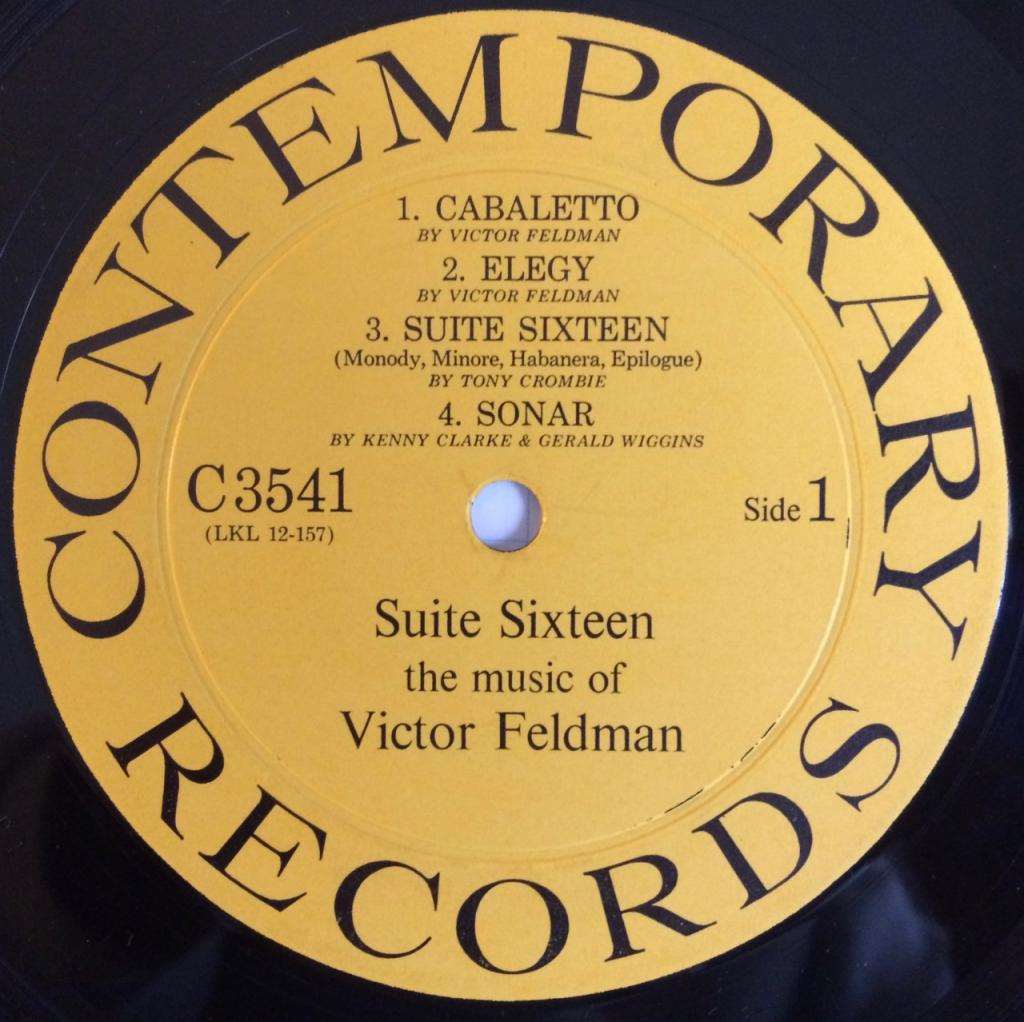 CONTEMPORARY
1. CABALETTO
BY VICTOR FELDMAN
2. ELEGY
BY VICTOR FELDMAN
3. SUITE SIXTEEN
(Monody, Minore, Habanera, Epilogue)
BY TONY CROMBIE
4. SONAR
BY KENNY CLARKE & GERALD WIGGINS
C3541
(LKL 12-157)
Side 1
Suite Sixteen
the music of
Victor Feldman
RECORDS